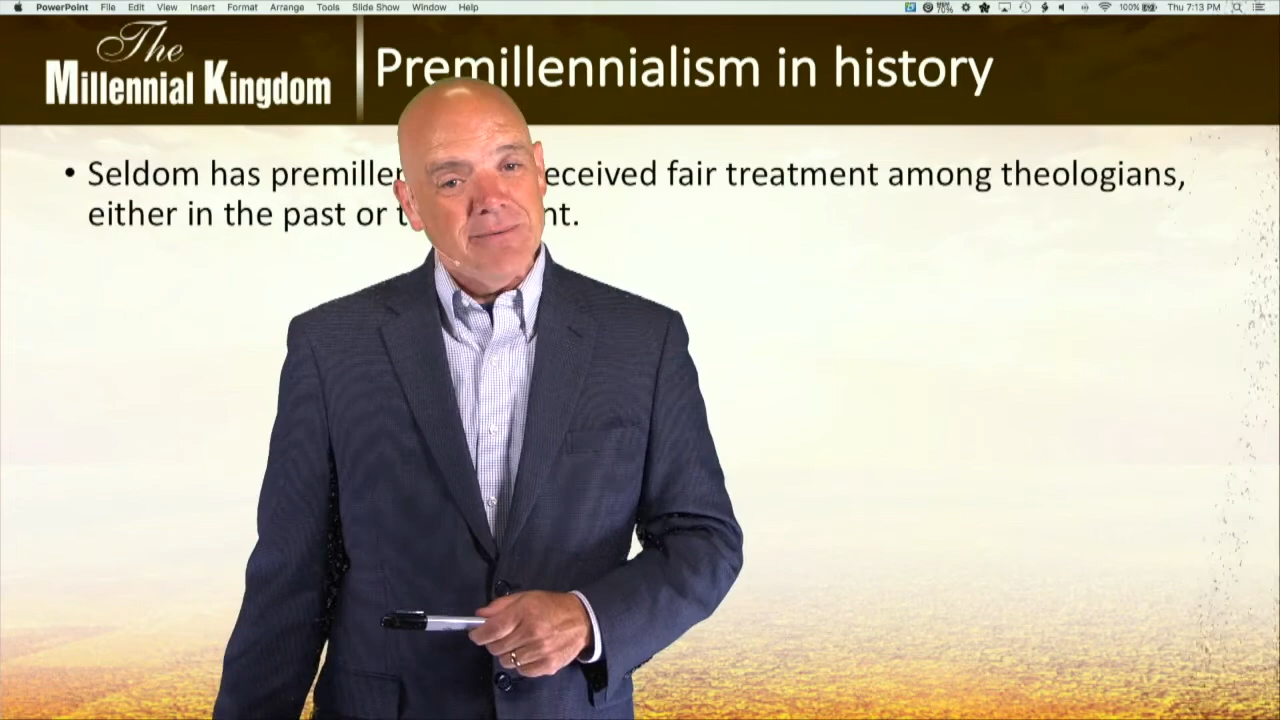 PowerPoint File Edit View Insert Format Arrange Tools Slide Show Window Help 100% Thu 7:13 PM
The
Millennial Kingdom
Premillennialism in history
• Seldom has premillen eceived fair treatment among theologians,
either in the past or t nt.